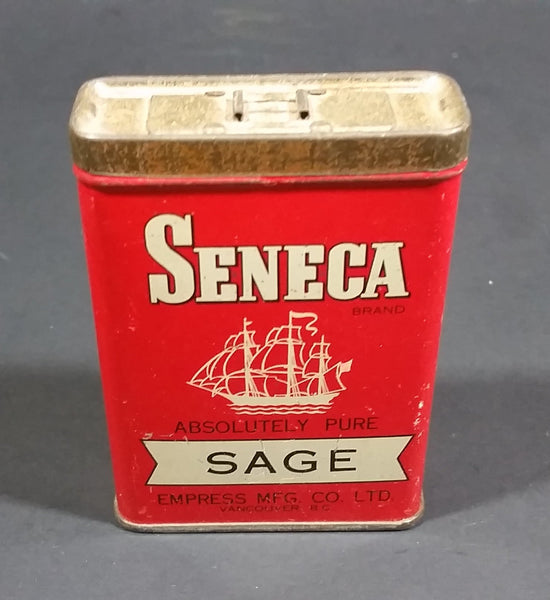 SENECA
BRAND
ABSOLUTELY PURE
SAGE
EMPRESS MFG. CO. LTD.
VANCOUVER B.C.